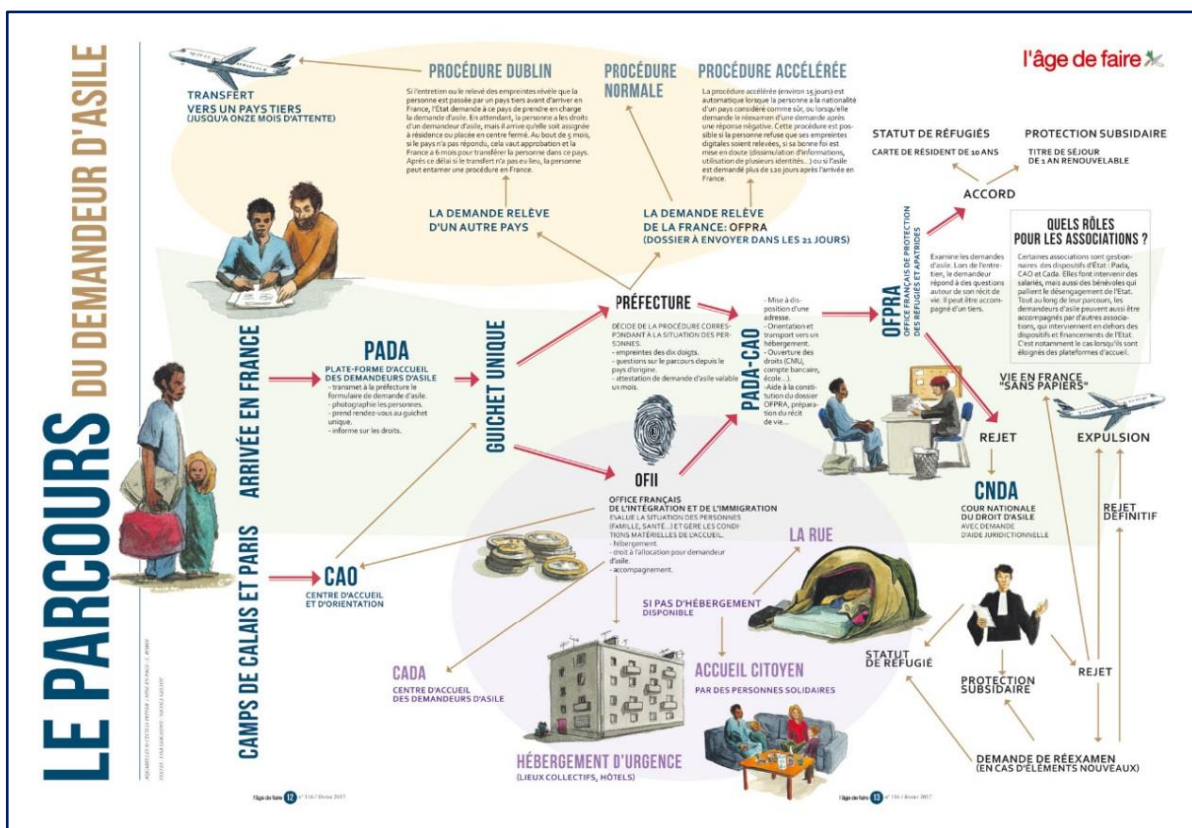 LE PARCOURS DU DEMANDEUR D'ASILE
l'âge de faire
TRANSFERT
VERS UN PAYS TIERS
(JUSQU'A ONZE MOIS D'ATTENTE)
PROCÉDURE DUBLIN
Si l'entretien ou le relevé des empreintes révèle que la
personne est passée par un pays tiers avant d'arriver en
France, l'Etat demande à ce pays de prendre en charge
la demande d'asile. En attendant, la personne a les droits
d'un demandeur d'asile, mais il arrive qu'elle soit assignée
à résidence ou placée en centre fermé. Au bout de 5 mois,
si le pays n'a pas répondu, cela vaut approbation et la
France a 6 mois pour transférer la personne dans ce pays.
Après ce délai si le transfert n'a pas eu lieu, la personne
peut entamer une procédure en France.
PROCÉDURE
NORMALE
PROCÉDURE ACCÉLÉRÉE
La procédure accélérée (environ 15 jours) est
automatique lorsque la personne a la nationalité
d'un pays considéré comme sûr, ou lorsqu'elle
demande le réexamen d'une demande après
une réponse négative. Cette procédure est pos-
sible si la personne refuse que ses empreintes
digitales soient relevées, si sa bonne foi est
mise en doute (dissimulation d'informations,
utilisation de plusieurs identités...) ou si l'asile
est demandé plus de 120 jours après l'arrivée en
France.
LA DEMANDE RELÈVE
D'UN AUTRE PAYS
LA DEMANDE RELÈVE
DE LA FRANCE: OFPRA
(DOSSIER À ENVOYER DANS LES 21 JOURS)
STATUT DE RÉFUGIÉS
CARTE DE RÉSIDENT DE 10 ANS
PROTECTION SUBSIDAIRE
TITRE DE SÉJOUR
DE 1 AN RENOUVELABLE
ACCORD
QUELS RÔLES
POUR LES ASSOCIATIONS ?
Certaines associations sont gestion-
naires des dispositifs d'État : Pada,
CAO et Cada. Elles font intervenir des
salariés, mais aussi des bénévoles qui
pallient le désengagement de l'Etat.
Tout au long de leur parcours, les
demandeurs d'asile peuvent aussi être
accompagnés par d'autres associa-
tions, qui interviennent en dehors des
dispositifs et financements de l'Etat
C'est notamment le cas lorsqu'ils sont
éloignés des plateformes d'accueil.
ARRIVÉE EN FRANCE
PADA
PLATE-FORME D'ACCUEIL
DES DEMANDEURS D'ASILE
- transmet à la préfecture le
formulaire de demande d'asile.
- photographie les personnes.
- prend rendez-vous au guichet
unique.
- informe sur les droits.
GUICHET UNIQUE
PRÉFECTURE
DÉCIDE DE LA PROCÉDURE CORRES-
PONDANT À LA SITUATION DES PER-
SONNES.
- empreintes des dix doigts.
- questions sur le parcours depuis le
pays d'origine.
- attestation de demande d'asile valable
un mois.
PADA-CAO
- Mise à dis-
position d'une
adresse.
- Orientation et
transport vers un
hébergement.
- Ouverture des
droits (CMU,
compte bancaire,
école...).
-Aide à la consti-
tution du dossier
OFPRA, prépara-
tion du récit
de vie...
OFPRA
OFFICE FRANÇAIS DE PROTECTION
DES RÉFUGIÉS ET APATRIDES
Examine les demandes
d'asile. Lors de l'entre-
tien, le demandeur
répond à des questions
autour de son récit de
vie. Il peut être accom-
pagné d'un tiers.
VIE EN FRANCE
"SANS PAPIERS"
REJET
EXPULSION
CNDA
COUR NATIONALE
DU DROIT D'ASILE
AVEC DEMANDE
D'AIDE JURIDICTIONNELLE
REJET
DÉFINITIF
CAMPS DE CALAIS ET PARIS
CAO
CENTRE D'ACCUEIL
ET D'ORIENTATION
OFII
OFFICE FRANÇAIS
DE L'INTÉGRATION ET DE L'IMMIGRATION
EVALUE LA SITUATION DES PERSONNES
(FAMILLE, SANTÉ...) ET GÈRE LES CONDI-
TIONS MATÉRIELLES DE L'ACCUEIL.
- hébergement.
- droit à l'allocation pour demandeur
d'asile.
- accompagnement.
LA RUE
SI PAS D'HÉBERGEMENT
DISPONIBLE
CADA
CENTRE D'ACCUEIL
DES DEMANDEURS D'ASILE
ACCUEIL CITOYEN
PAR DES PERSONNES SOLIDAIRES
HÉBERGEMENT D'URGENCE
(LIEUX COLLECTIFS, HÔTELS)
STATUT
DE REFUGIÉ
PROTECTION
SUBSIDAIRE
REJET
DEMANDE DE RÉEXAMEN
(EN CAS D'ÉLÉMENTS NOUVEAUX)
l'âge de faire 12 n° 116 / février 2017
l'âge de faire 13 n° 116 / février 2017